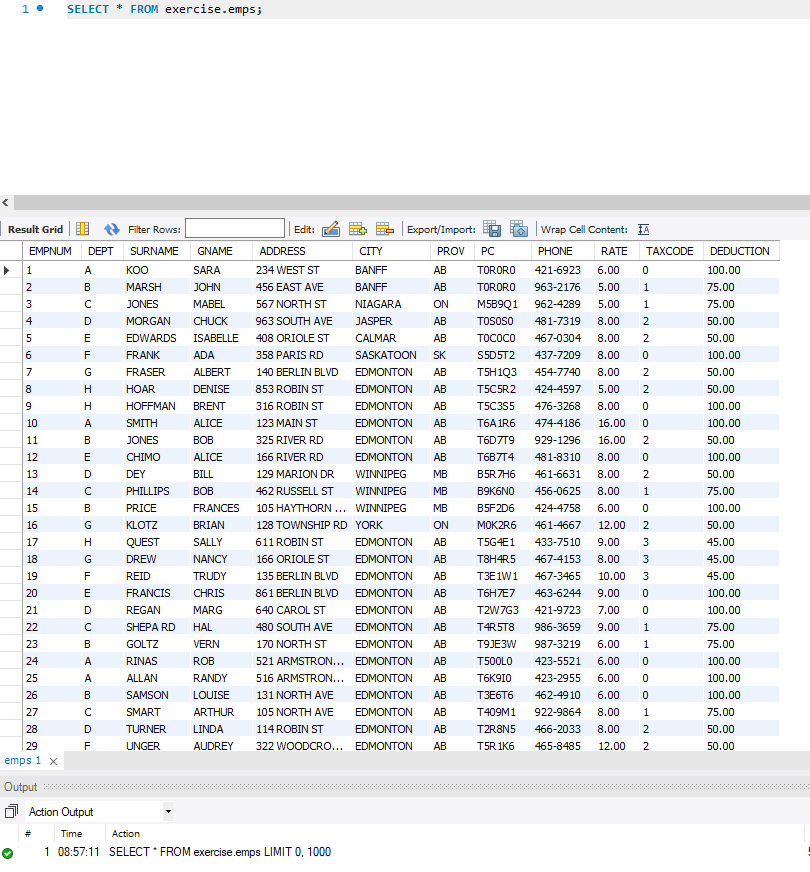 1 SELECT * FROM exercise.emps;
Result Grid Filter Rows: Edit: Export/Import: Wrap Cell Content: IA
EMPNUM DEPT SURNAME GNAME ADDRESS CITY PROV PC PHONE RATE TAXCODE DEDUCTION
1 A KOO SARA 234 WEST ST BANFF AB T0R0R0 421-6923 6.00 0 100.00
2 B MARSH JOHN 456 EAST AVE BANFF AB T0R0R0 963-2176 5.00 1 75.00
3 C JONES MABEL 567 NORTH ST NIAGARA ON M5B9Q1 962-4289 5.00 1 75.00
4 D MORGAN CHUCK 963 SOUTH AVE JASPER AB T0S0S0 481-7319 8.00 2 50.00
5 E EDWARDS ISABELLE 408 ORIOLE ST CALMAR AB T0C0C0 467-0304 8.00 2 50.00
6 F FRANK ADA 358 PARIS RD SASKATOON SK S5D5T2 437-7209 8.00 0 100.00
7 G FRASER ALBERT 140 BERLIN BLVD EDMONTON AB T5H1Q3 454-7740 8.00 2 50.00
8 H HOAR DENISE 853 ROBIN ST EDMONTON AB T5C5R2 424-4597 5.00 2 50.00
9 H HOFFMAN BRENT 316 ROBIN ST EDMONTON AB T5C3S5 476-3268 8.00 0 100.00
10 A SMITH ALICE 123 MAIN ST EDMONTON AB T6A1R6 474-4186 16.00 0 100.00
11 B JONES BOB 325 RIVER RD EDMONTON AB T6D7T9 929-1296 16.00 2 50.00
12 E CHIMO ALICE 166 RIVER RD EDMONTON AB T6B7T4 481-8310 8.00 0 100.00
13 D DEY BILL 129 MARION DR WINNIPEG MB B5R7H6 461-6631 8.00 2 50.00
14 C PHILLIPS BOB 462 RUSSELL ST WINNIPEG MB B9K6N0 456-0625 8.00 1 75.00
15 B PRICE FRANCES 105 HAYTHORN ... WINNIPEG MB B5F2D6 424-4758 6.00 0 100.00
16 G KLOTZ BRIAN 128 TOWNSHIP RD YORK ON M0K2R6 461-4667 12.00 2 50.00
17 H QUEST SALLY 611 ROBIN ST EDMONTON AB T5G4E1 433-7510 9.00 3 45.00
18 G DREW NANCY 166 ORIOLE ST EDMONTON AB T8H4R5 467-4153 8.00 3 45.00
19 F REID TRUDY 135 BERLIN BLVD EDMONTON AB T3E1W1 467-3465 10.00 3 45.00
20 E FRANCIS CHRIS 861 BERLIN BLVD EDMONTON AB T6H7E7 463-6244 9.00 0 100.00
21 D REGAN MARG 640 CAROL ST EDMONTON AB T2W7G3 421-9723 7.00 0 100.00
22 C SHEPA RD HAL 480 SOUTH AVE EDMONTON AB T4R5T8 986-3659 9.00 1 75.00
23 B GOLTZ VERN 170 NORTH ST EDMONTON AB T9JE3W 987-3219 6.00 1 75.00
24 A RINAS ROB 521 ARMSTRON... EDMONTON AB T500L0 423-5521 6.00 0 100.00
25 A ALLAN RANDY 516 ARMSTRON... EDMONTON AB T6K9I0 423-2955 6.00 0 100.00
26 B SAMSON LOUISE 131 NORTH AVE EDMONTON AB T3E6T6 462-4910 6.00 0 100.00
27 C SMART ARTHUR 105 NORTH AVE EDMONTON AB T409M1 922-9864 8.00 1 75.00
28 D TURNER LINDA 114 ROBIN ST EDMONTON AB T2R8N5 466-2033 8.00 2 50.00
29 F UNGER AUDREY 322 WOODCRO... EDMONTON AB T5R1K6 465-8485 12.00 2 50.00
emps 1
Output
Action Output
# Time Action
1 08:57:11 SELECT * FROM exercise.emps LIMIT 0, 1000